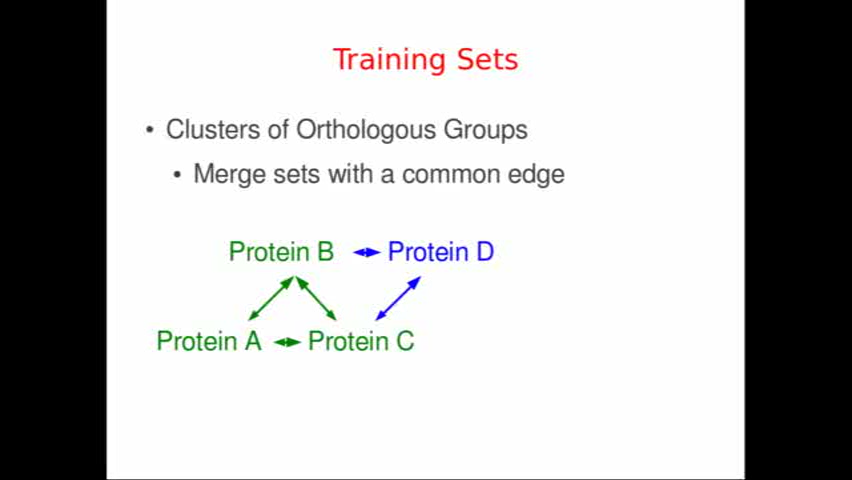 Training Sets
• Clusters of Orthologous Groups
• Merge sets with a common edge
Protein B Protein D
Protein A Protein C